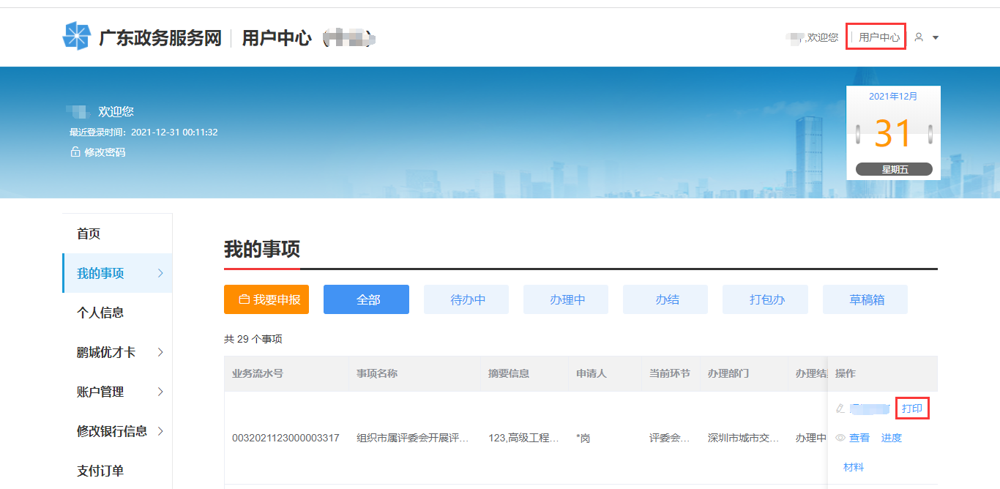 广东政务服务网 用户中心 (
,欢迎您 用户中心
欢迎您
最近登录时间：2021-12-31 00:11:32
修改密码
2021年12月
31
星期五
首页
我的事项
个人信息
鹏城优才卡
账户管理
修改银行信息
支付订单
我的事项
我要申报 全部 待办中 办理中 办结 打包办 草稿箱
共 29 个事项
业务流水号 事项名称 摘要信息 申请人 当前环节 办理部门 办理结 操作
打印
0032021123000003317 组织市属评委会开展评... 123,高级工程... *岗 评委会... 深圳市城市交... 办理中 查看 进度
材料